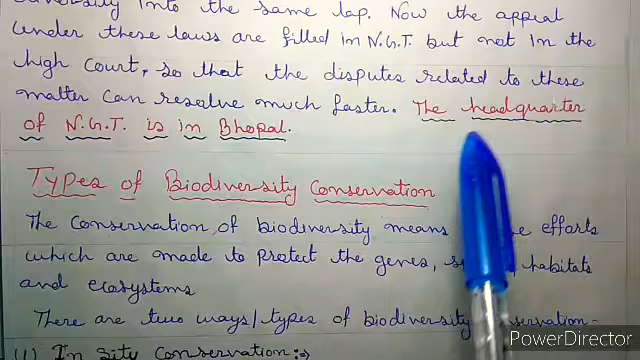 into the same lap. Now the appeal
under these laws are filled in N.G.T. but not in the
high court, so that the disputes related to these
matter can resolve much faster. The headquarter
of N.G.T. is in Bhopal.
Types of Biodiversity Conservation
The conservation of biodiversity means efforts
which are made to protect the genes, habitats
and ecosystems
There are two ways/types of biodiversity
(1) In situ conservation:→
PowerDirector